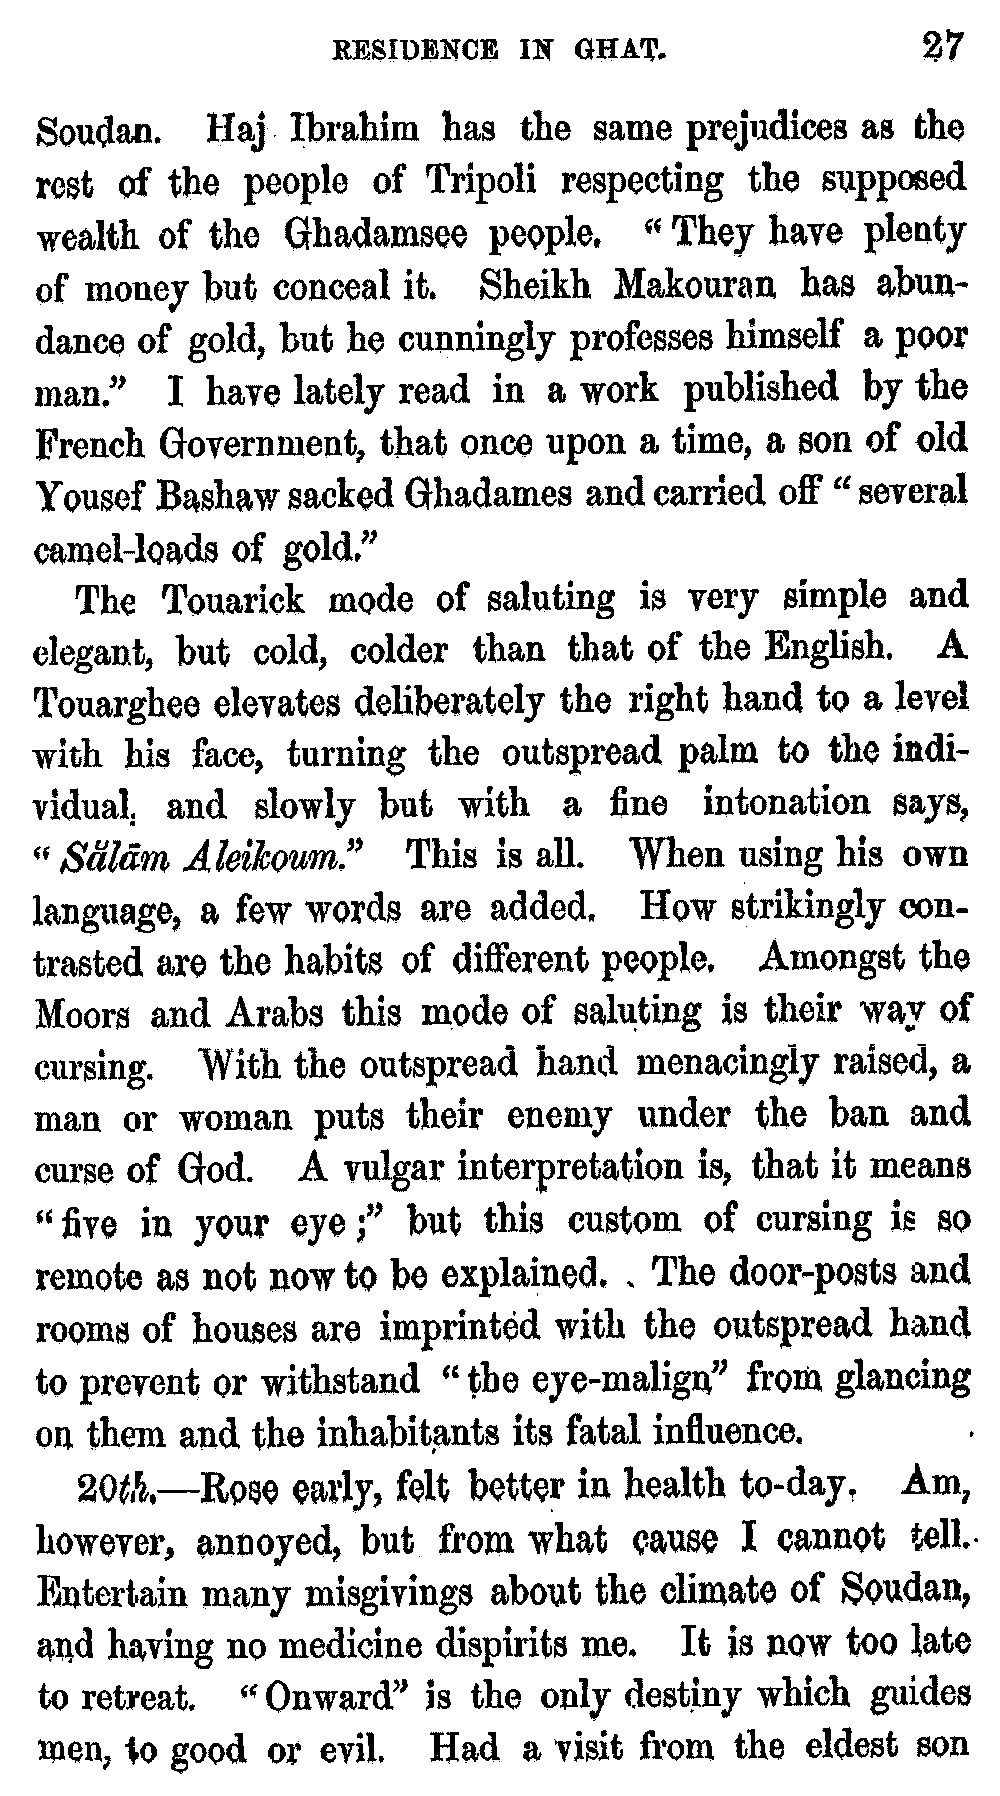 RESIDENCE IN GHAT. 27
Soudan. Haj Ibrahim has the same prejudices as the
rest of the people of Tripoli respecting the supposed
wealth of the Ghadamsee people. “They have plenty
of money but conceal it. Sheikh Makouran has abun-
dance of gold, but he cunningly professes himself a poor
man.” I have lately read in a work published by the
French Government, that once upon a time, a son of old
Yousef Bashaw sacked Ghadames and carried off “several
camel-loads of gold.”
The Touarick mode of saluting is very simple and
elegant, but cold, colder than that of the English. A
Touarghee elevates deliberately the right hand to a level
with his face, turning the outspread palm to the indi-
vidual, and slowly but with a fine intonation says,
“Sălām Aleikoum.” This is all. When using his own
language, a few words are added. How strikingly con-
trasted are the habits of different people. Amongst the
Moors and Arabs this mode of saluting is their way of
cursing. With the outspread hand menacingly raised, a
man or woman puts their enemy under the ban and
curse of God. A vulgar interpretation is, that it means
“five in your eye;” but this custom of cursing is so
remote as not now to be explained. The door-posts and
rooms of houses are imprinted with the outspread hand
to prevent or withstand “the eye-malign” from glancing
on them and the inhabitants its fatal influence.
20th.—Rose early, felt better in health to-day. Am,
however, annoyed, but from what cause I cannot tell.
Entertain many misgivings about the climate of Soudan,
and having no medicine dispirits me. It is now too late
to retreat. “Onward” is the only destiny which guides
men, to good or evil. Had a visit from the eldest son